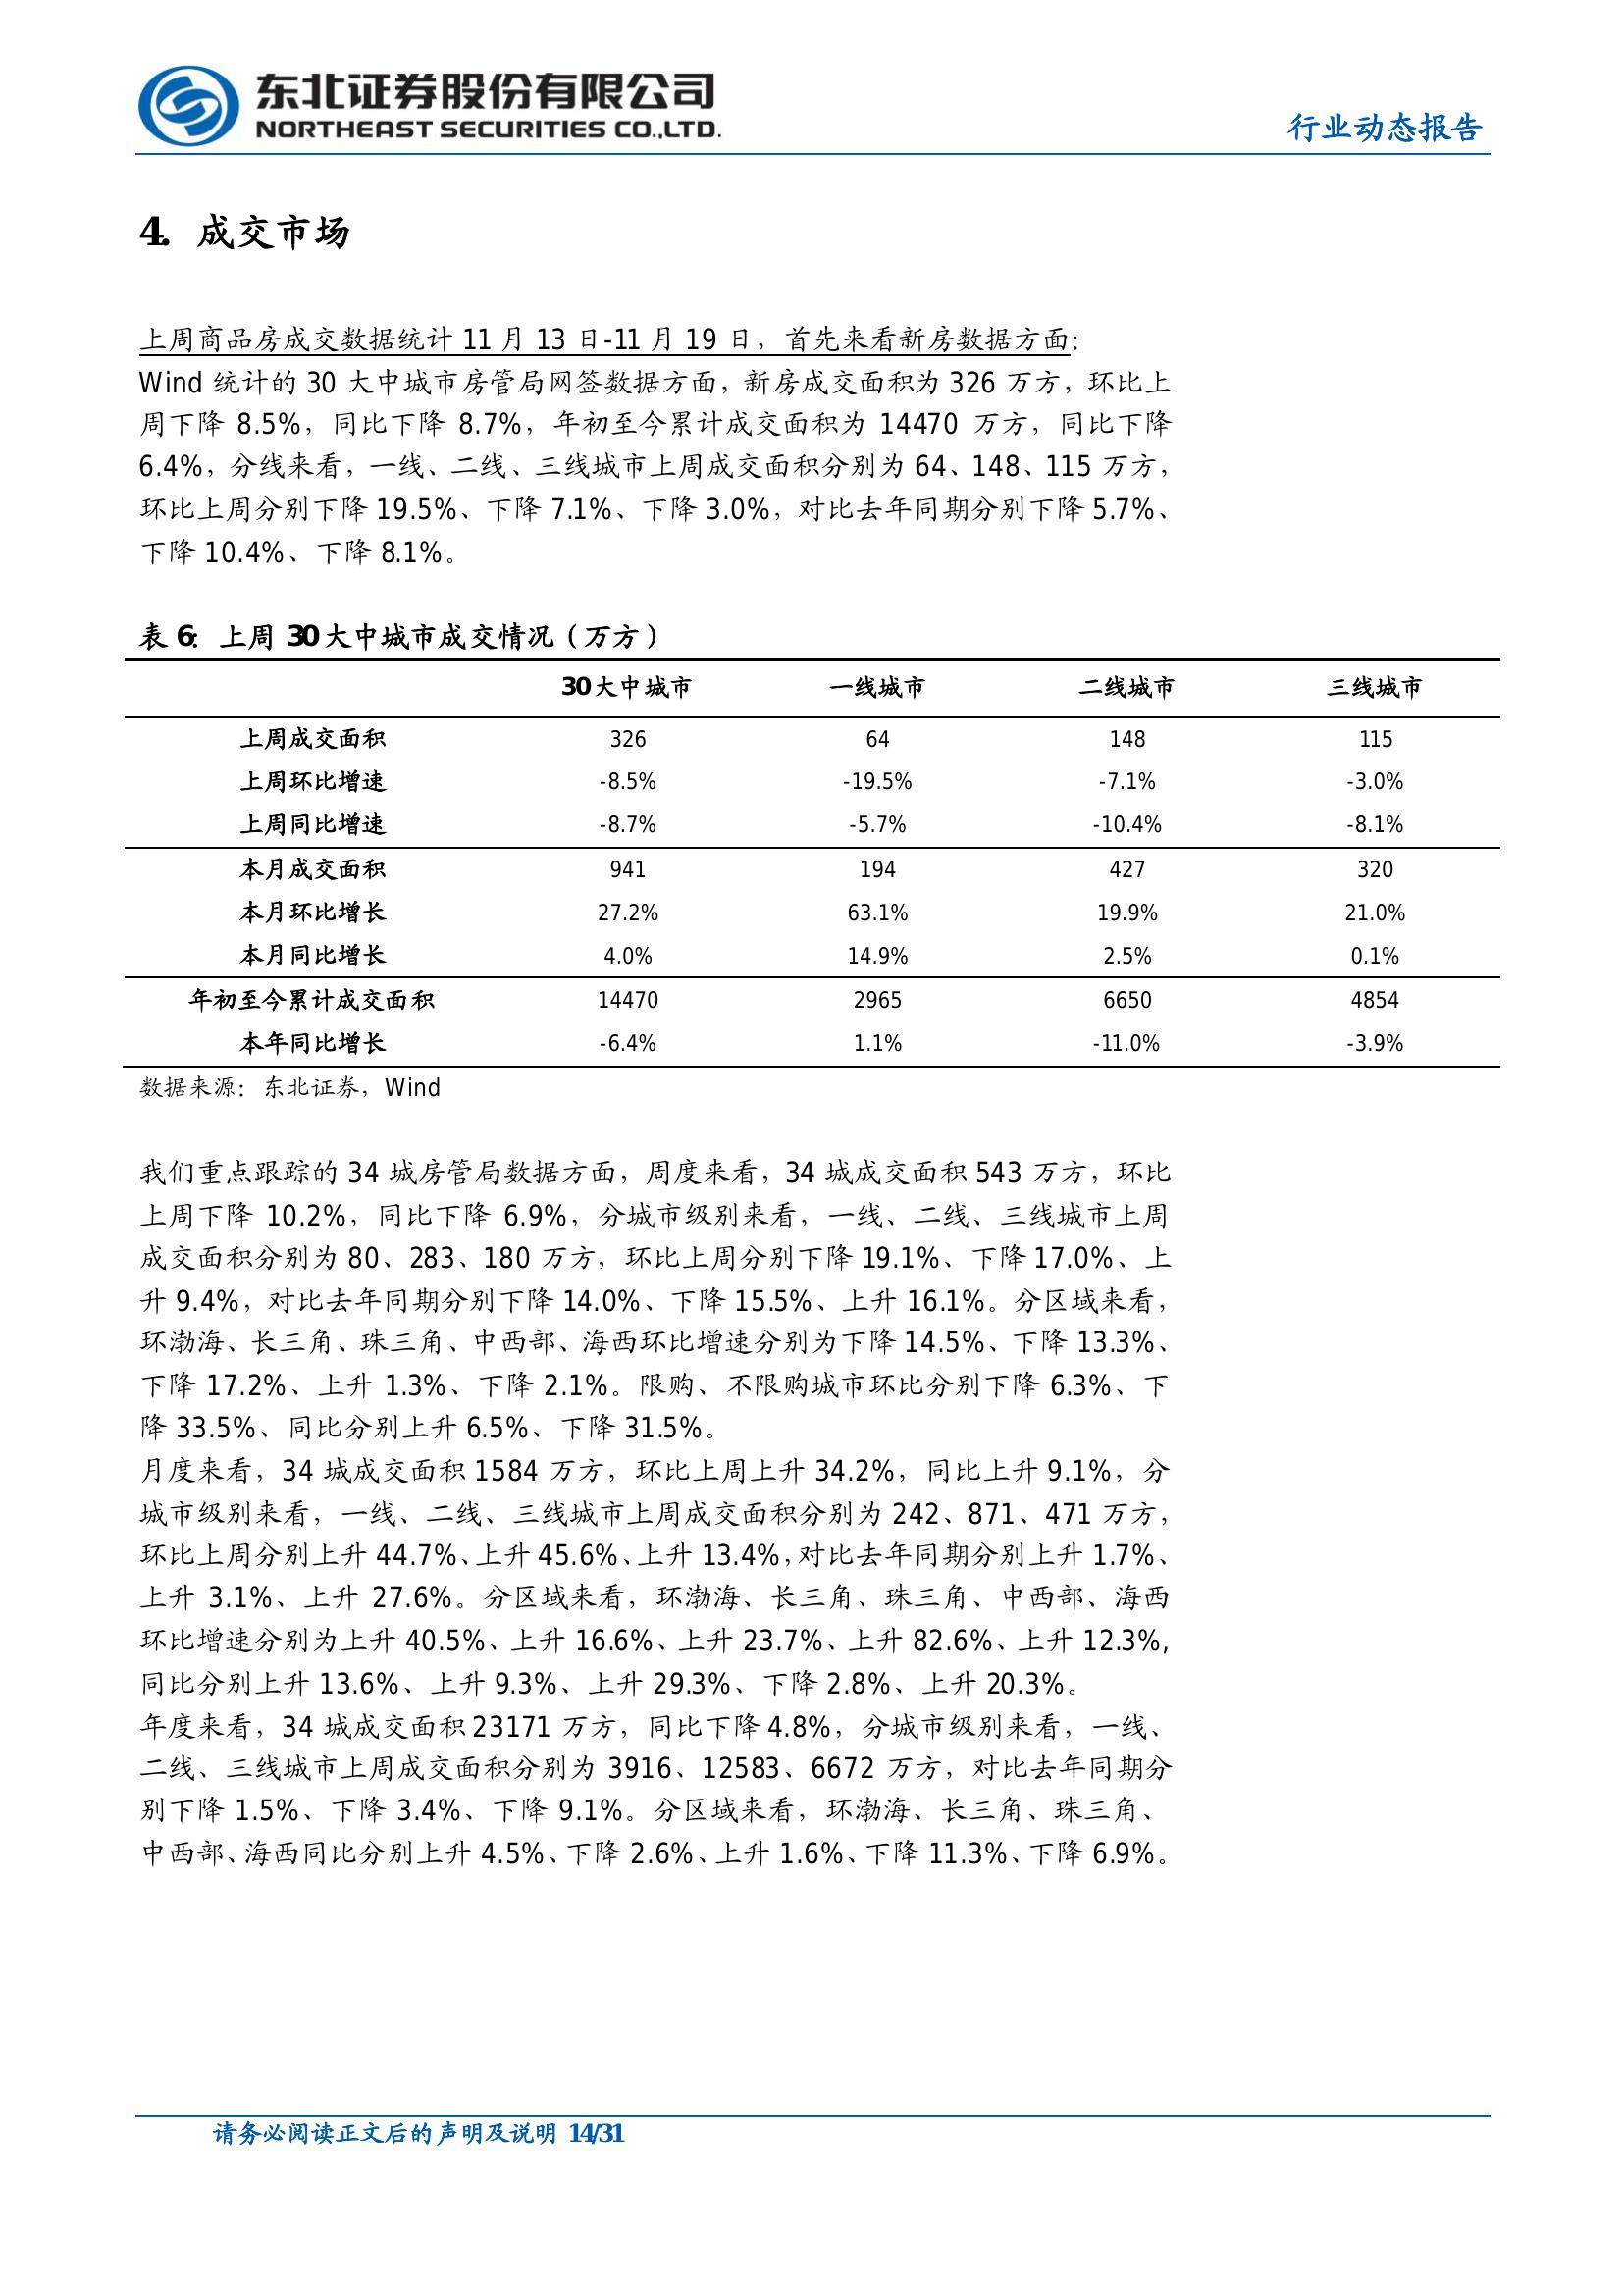 东北证券股份有限公司
NORTHEAST SECURITIES CO.,LTD.
行业动态报告
4. 成交市场
上周商品房成交数据统计 11 月 13 日-11 月 19 日，首先来看新房数据方面：
Wind 统计的 30 大中城市房管局网签数据方面，新房成交面积为 326 万方，环比上
周下降 8.5%，同比下降 8.7%，年初至今累计成交面积为 14470 万方，同比下降
6.4%，分线来看，一线、二线、三线城市上周成交面积分别为 64、148、115 万方，
环比上周分别下降 19.5%、下降 7.1%、下降 3.0%，对比去年同期分别下降 5.7%、
下降 10.4%、下降 8.1%。
表 6：上周 30 大中城市成交情况（万方）
30 大中城市 一线城市 二线城市 三线城市
上周成交面积 326 64 148 115
上周环比增速 -8.5% -19.5% -7.1% -3.0%
上周同比增速 -8.7% -5.7% -10.4% -8.1%
本月成交面积 941 194 427 320
本月环比增长 27.2% 63.1% 19.9% 21.0%
本月同比增长 4.0% 14.9% 2.5% 0.1%
年初至今累计成交面积 14470 2965 6650 4854
本年同比增长 -6.4% 1.1% -11.0% -3.9%
数据来源：东北证券，Wind
我们重点跟踪的 34 城房管局数据方面，周度来看，34 城成交面积 543 万方，环比
上周下降 10.2%，同比下降 6.9%，分城市级别来看，一线、二线、三线城市上周
成交面积分别为 80、283、180 万方，环比上周分别下降 19.1%、下降 17.0%、上
升 9.4%，对比去年同期分别下降 14.0%、下降 15.5%、上升 16.1%。分区域来看，
环渤海、长三角、珠三角、中西部、海西环比增速分别为下降 14.5%、下降 13.3%、
下降 17.2%、上升 1.3%、下降 2.1%。限购、不限购城市环比分别下降 6.3%、下
降 33.5%、同比分别上升 6.5%、下降 31.5%。
月度来看，34 城成交面积 1584 万方，环比上周上升 34.2%，同比上升 9.1%，分
城市级别来看，一线、二线、三线城市上周成交面积分别为 242、871、471 万方，
环比上周分别上升 44.7%、上升 45.6%、上升 13.4%，对比去年同期分别上升 1.7%、
上升 3.1%、上升 27.6%。分区域来看，环渤海、长三角、珠三角、中西部、海西
环比增速分别为上升 40.5%、上升 16.6%、上升 23.7%、上升 82.6%、上升 12.3%，
同比分别上升 13.6%、上升 9.3%、上升 29.3%、下降 2.8%、上升 20.3%。
年度来看，34 城成交面积 23171 万方，同比下降 4.8%，分城市级别来看，一线、
二线、三线城市上周成交面积分别为 3916、12583、6672 万方，对比去年同期分
别下降 1.5%、下降 3.4%、下降 9.1%。分区域来看，环渤海、长三角、珠三角、
中西部、海西同比分别上升 4.5%、下降 2.6%、上升 1.6%、下降 11.3%、下降 6.9%。
请务必阅读正文后的声明及说明 14/31